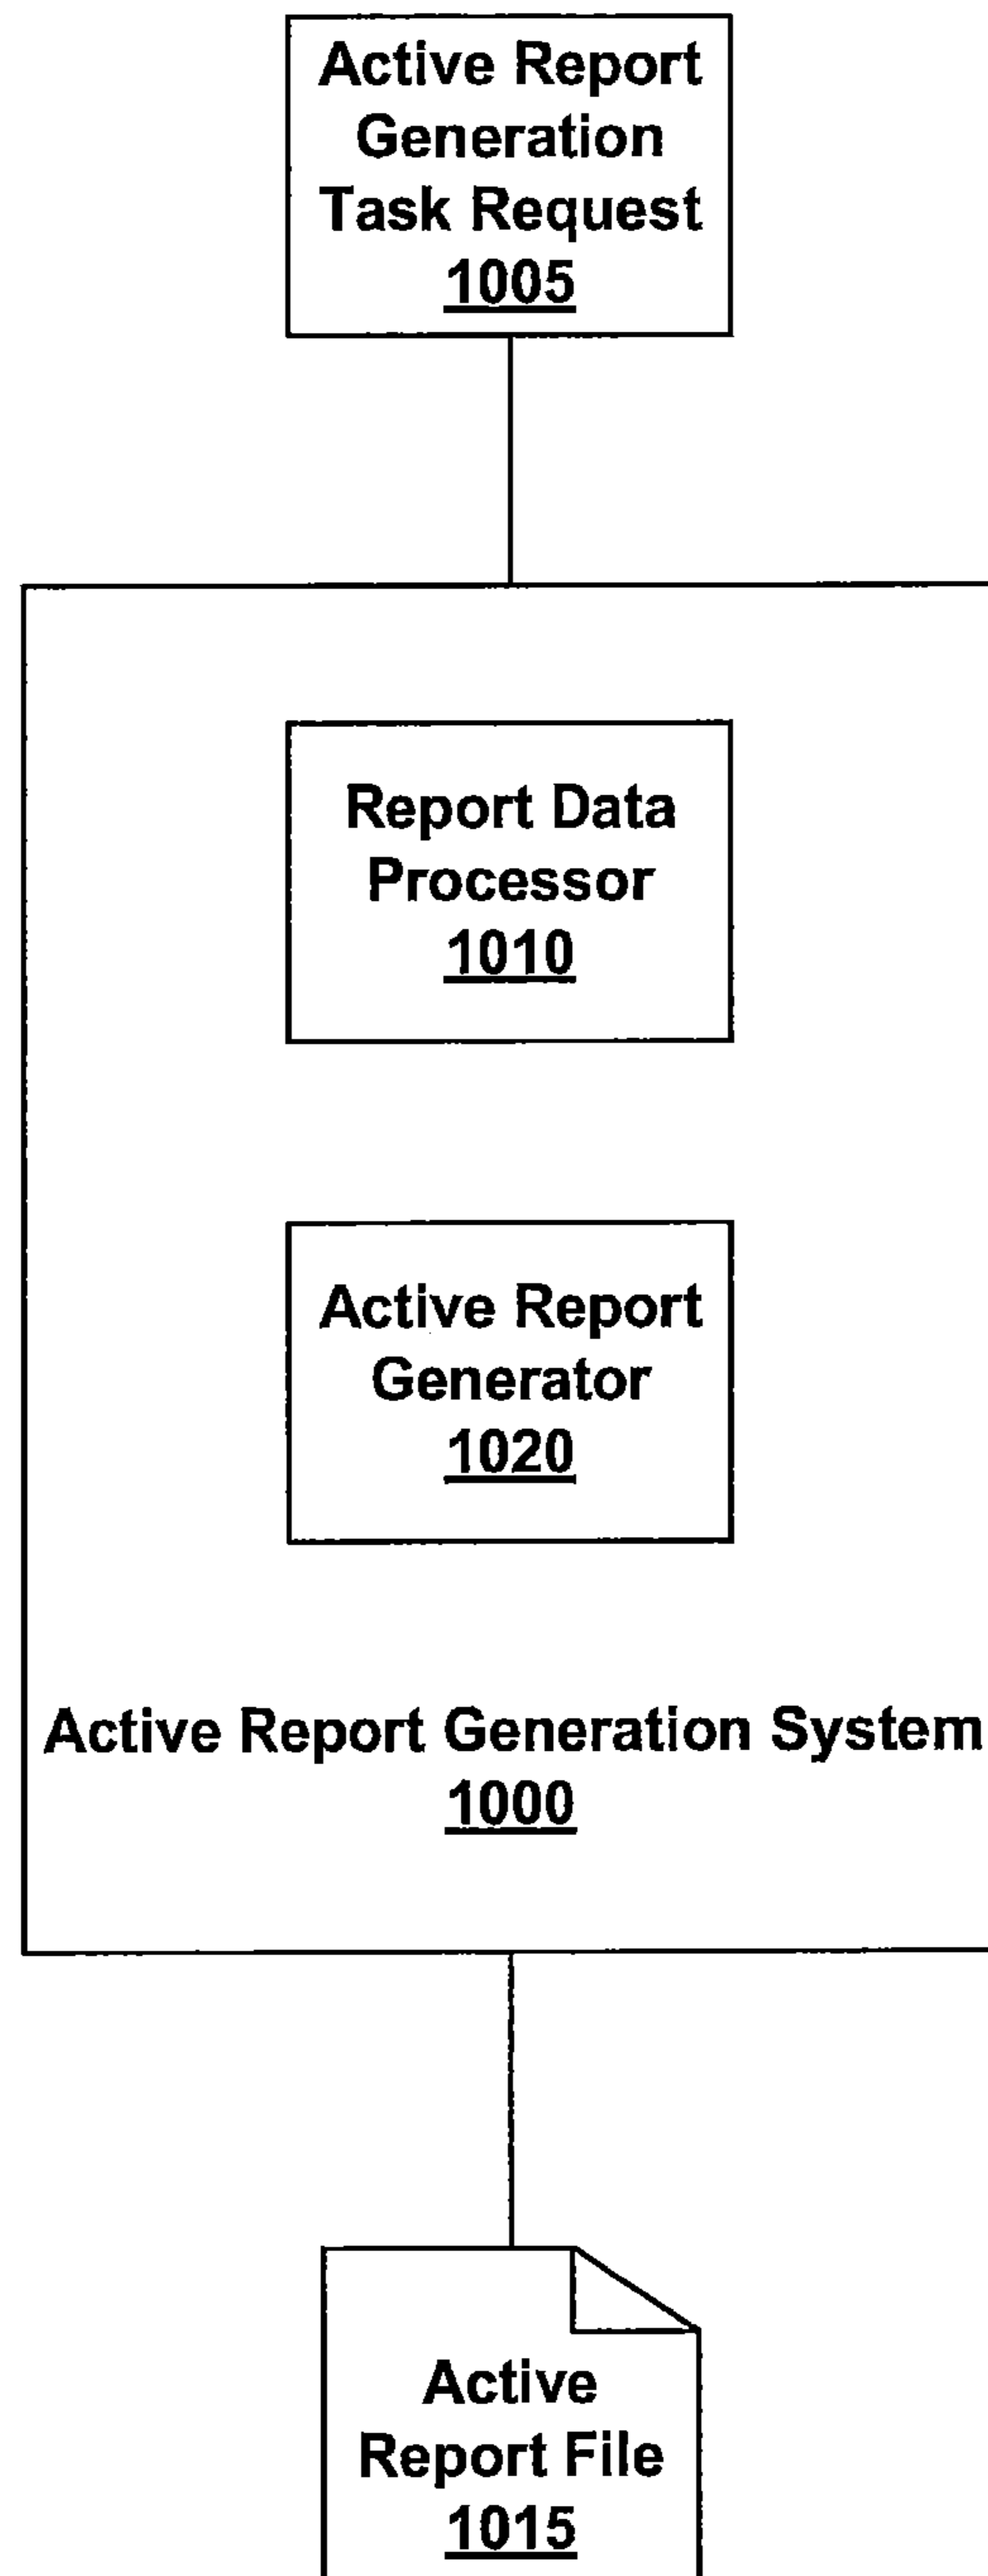 Active Report
Generation
Task Request
1005
Report Data
Processor
1010
Active Report
Generator
1020
Active Report Generation System
1000
Active
Report File
1015